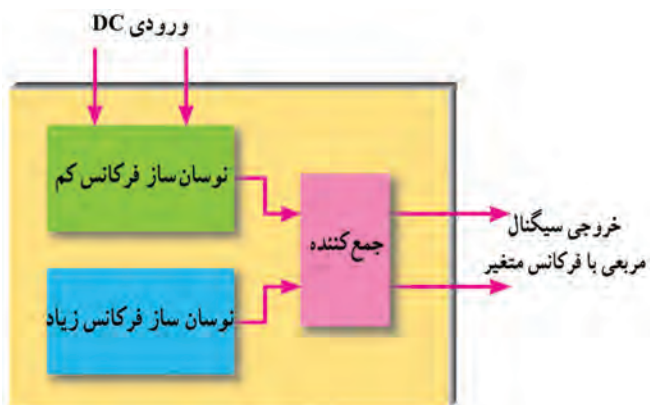 ورودی DC
نوسان‌ساز فرکانس کم
جمع‌کننده
خروجی سیگنال
مربعی با فرکانس متغیر
نوسان ساز فرکانس زیاد